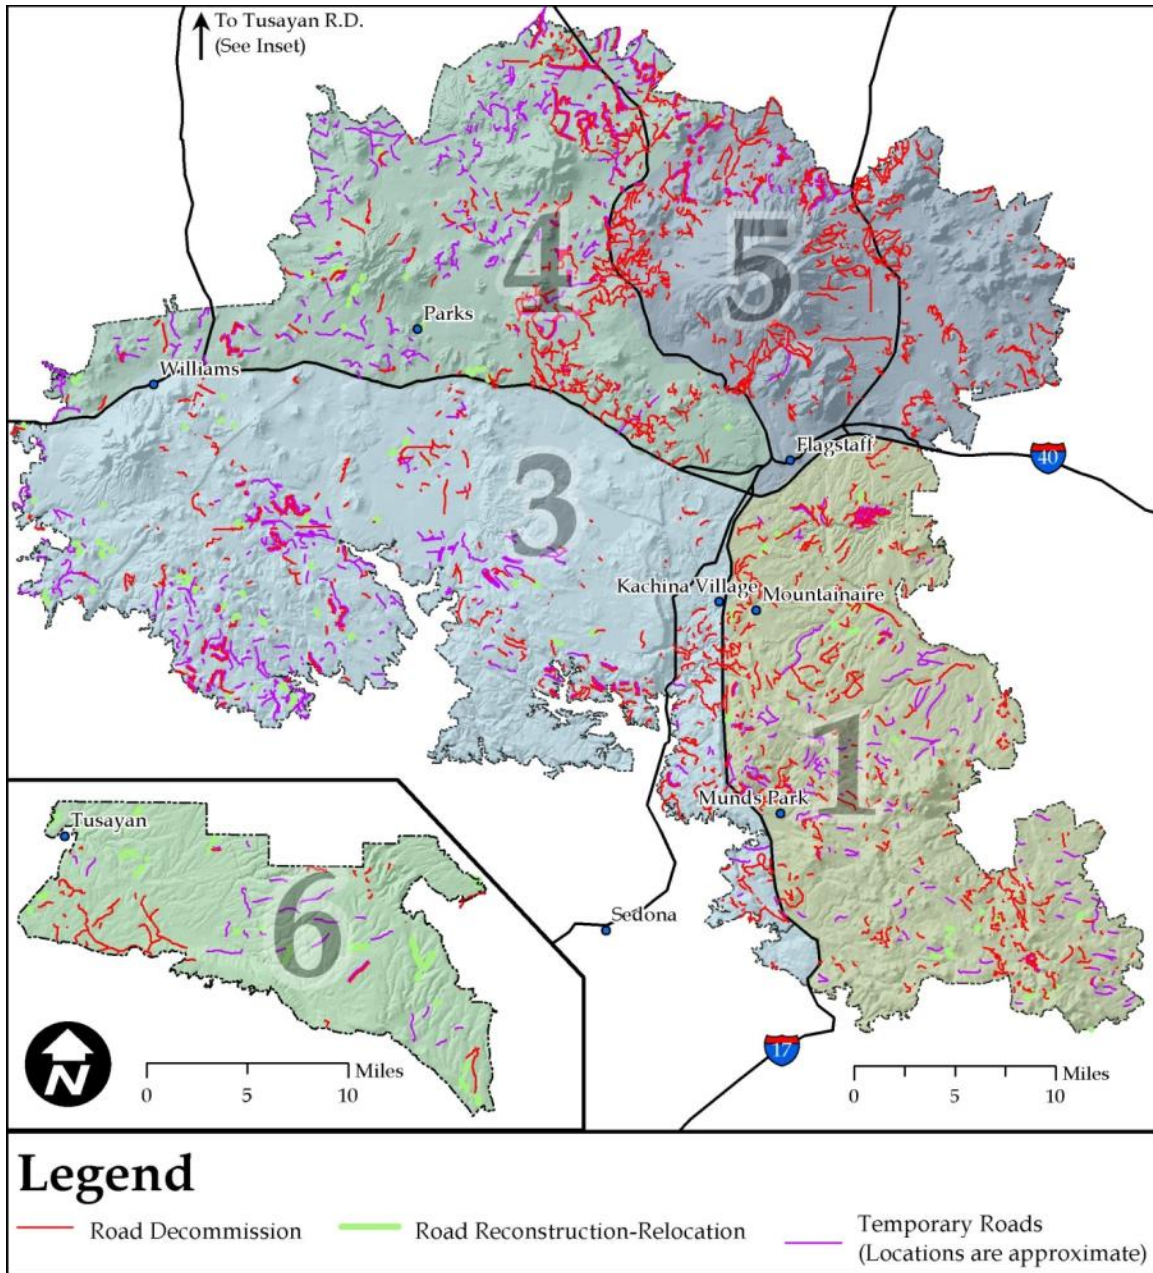 To Tusayan R.D.
(See Inset)
4
5
Parks
Williams
Flagstaff
40
3
Kachina Village
Mountainaire
1
Munds Park
Tusayan
6
Sedona
N
Miles
0 5 10
17
Miles
0 5 10
Legend
Road Decommission
Road Reconstruction-Relocation
Temporary Roads
(Locations are approximate)